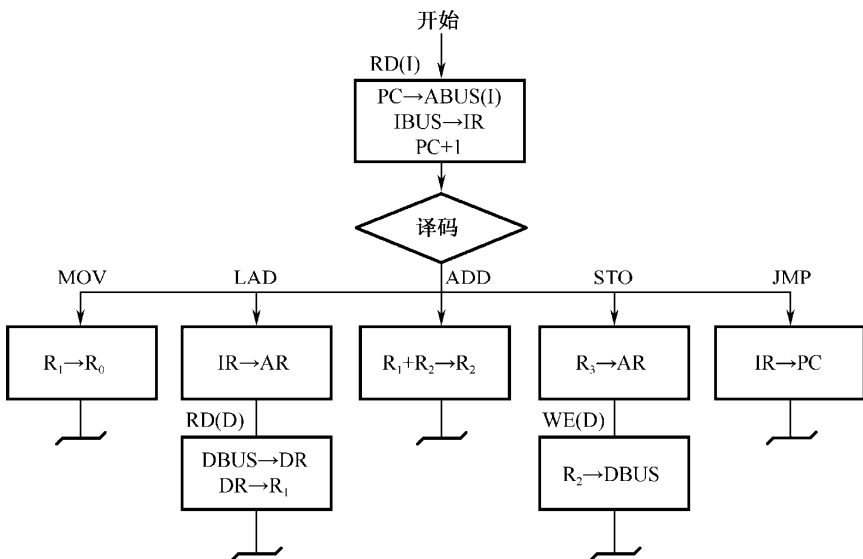 开始
RD(I)
PC→ABUS(I)
IBUS→IR
PC+1
译码
MOV LAD ADD STO JMP
R₁→R₀ IR→AR R₁+R₂→R₂ R₃→AR IR→PC
RD(D) WE(D)
DBUS→DR
DR→R₁
R₂→DBUS